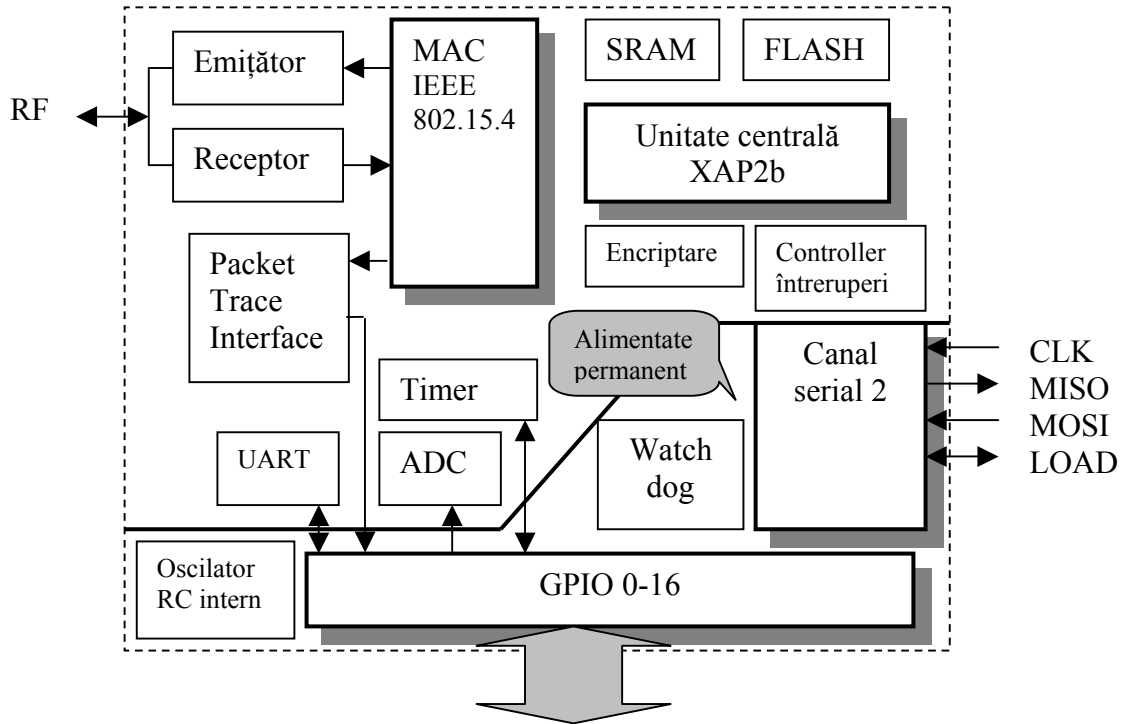 Emițător
MAC
IEEE
802.15.4
SRAM
FLASH
RF
Receptor
Unitate centrală
XAP2b
Packet
Trace
Interface
Encriptare
Controller
întreruperi
Alimentate
permanent
Canal
serial 2
CLK
MISO
MOSI
LOAD
Timer
UART
ADC
Watch
dog
Oscilator
RC intern
GPIO 0-16